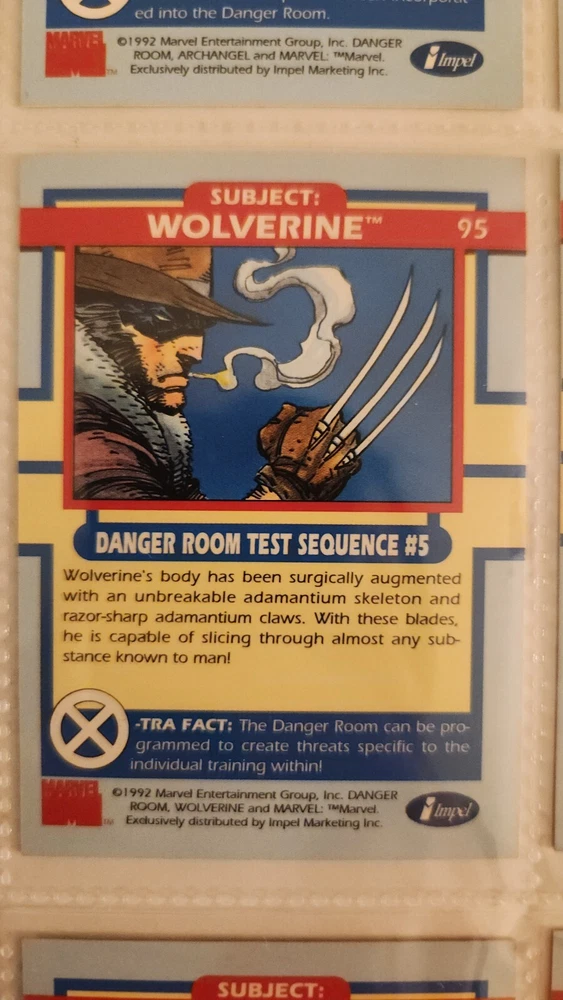 ed into the Danger Room.
MARVEL
©1992 Marvel Entertainment Group, Inc. DANGER
ROOM, ARCHANGEL and MARVEL: ™Marvel.
Exclusively distributed by Impel Marketing Inc.
Impel
SUBJECT:
WOLVERINE™
95
DANGER ROOM TEST SEQUENCE #5
Wolverine's body has been surgically augmented
with an unbreakable adamantium skeleton and
razor-sharp adamantium claws. With these blades,
he is capable of slicing through almost any sub-
stance known to man!
-TRA FACT: The Danger Room can be pro-
grammed to create threats specific to the
individual training within!
MARVEL
©1992 Marvel Entertainment Group, Inc. DANGER
ROOM, WOLVERINE and MARVEL: ™Marvel.
Exclusively distributed by Impel Marketing Inc.
Impel
SUBJECT: